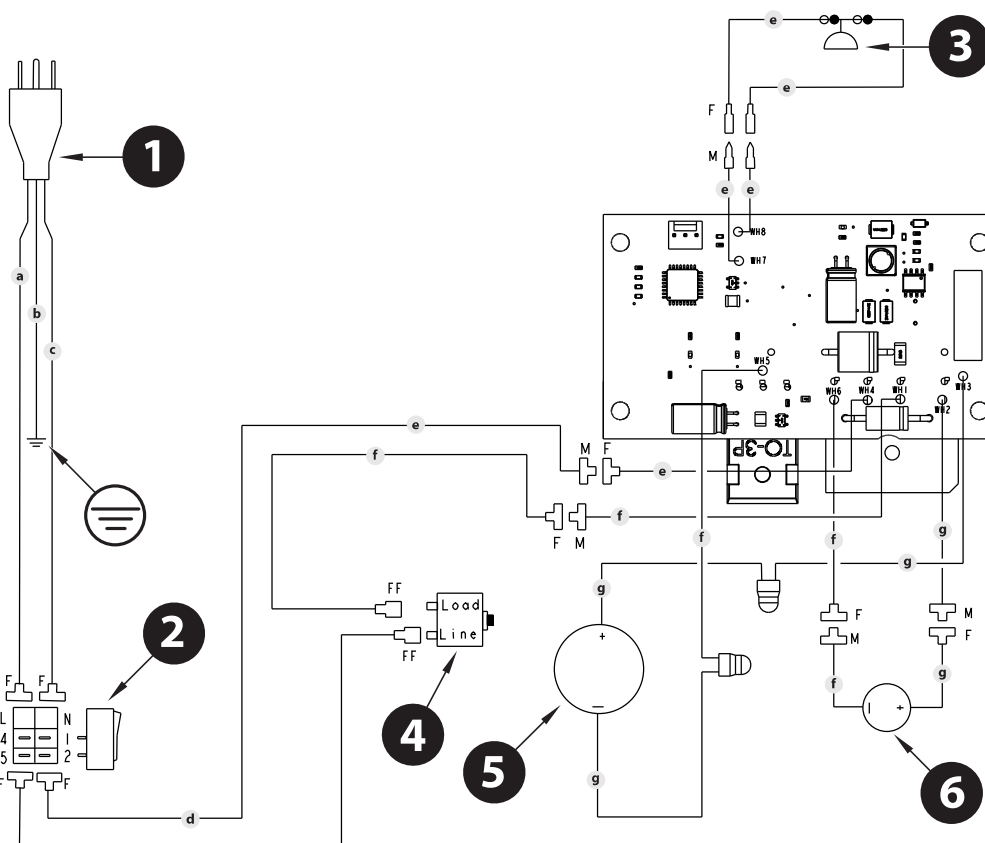 e
3
1
e
F
M
e
e
WH8
WH7
a
b
c
WH5
WH6
WH4
WH1
WH2
WH3
e
f
M
F
e
TO-3P
f
F
M
f
f
g
g
g
FF
Load
Line
FF
F
M
M
F
2
+
—
f
g
— +
F
F
L
N
4
1
5
2
F
F
4
5
6
g
d